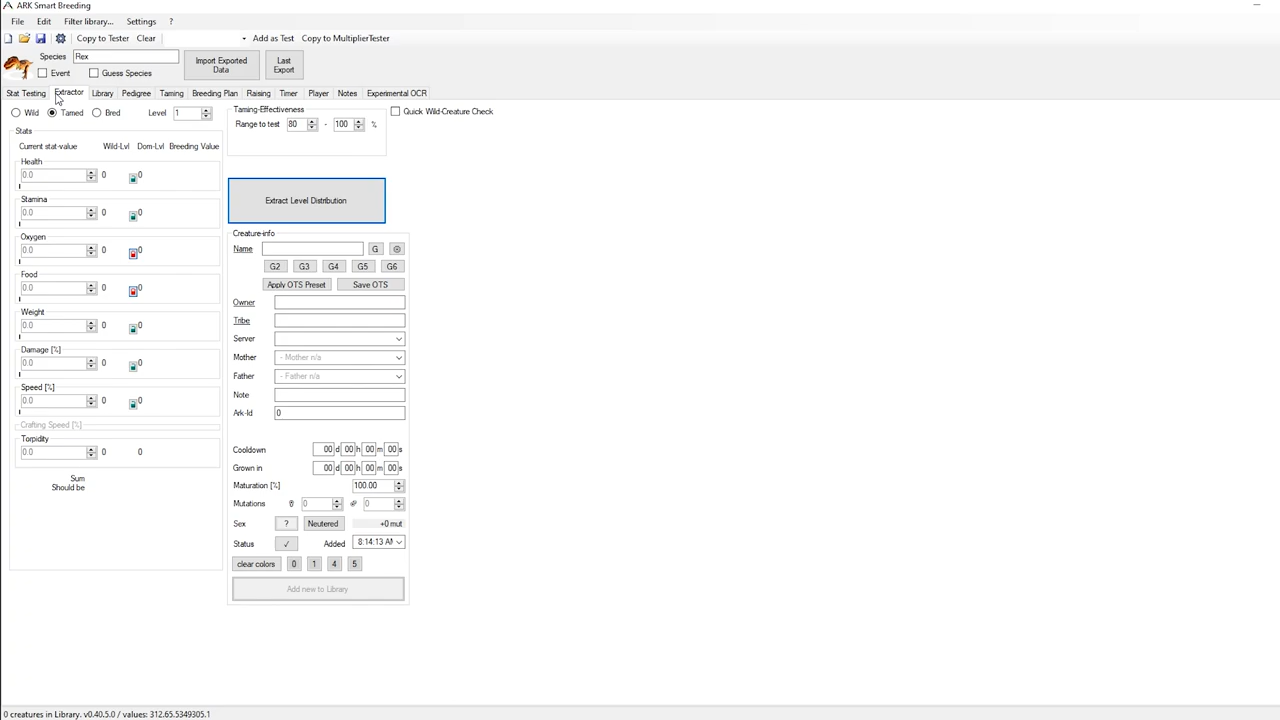 ARK Smart Breeding
File Edit Filter library... Settings ?
Copy to Tester Clear Add as Test Copy to MultiplierTester
Species Rex
Event Guess Species
Import Exported Data
Last Export
Stat Testing Extractor Library Pedigree Taming Breeding Plan Raising Timer Player Notes Experimental OCR
Wild Tamed Bred Level 1
Stats
Current stat-value Wild-Lvl Dom-Lvl Breeding Value
Health
0.0 0 0
Stamina
0.0 0 0
Oxygen
0.0 0 0
Food
0.0 0 0
Weight
0.0 0 0
Damage [%]
0.0 0 0
Speed [%]
0.0 0 0
Crafting Speed [%]
Torpidity
0.0 0 0
Sum
Should be
Taming-Effectiveness
Range to test 80 - 100 %
Quick Wild-Creature Check
Extract Level Distribution
Creature-info
Name G
G2 G3 G4 G5 G6
Apply OTS Preset Save OTS
Owner
Tribe
Server
Mother - Mother n/a
Father - Father n/a
Note
Ark-Id 0
Cooldown 00 d 00 h 00 m 00 s
Grown in 00 d 00 h 00 m 00 s
Maturation [%] 100.00
Mutations 0 0
Sex ? Neutered +0 mut
Status ✓ Added 8:14:13 AM
clear colors 0 1 4 5
Add new to Library
0 creatures in Library. v0.40.5.0 / values: 312.65.5349305.1